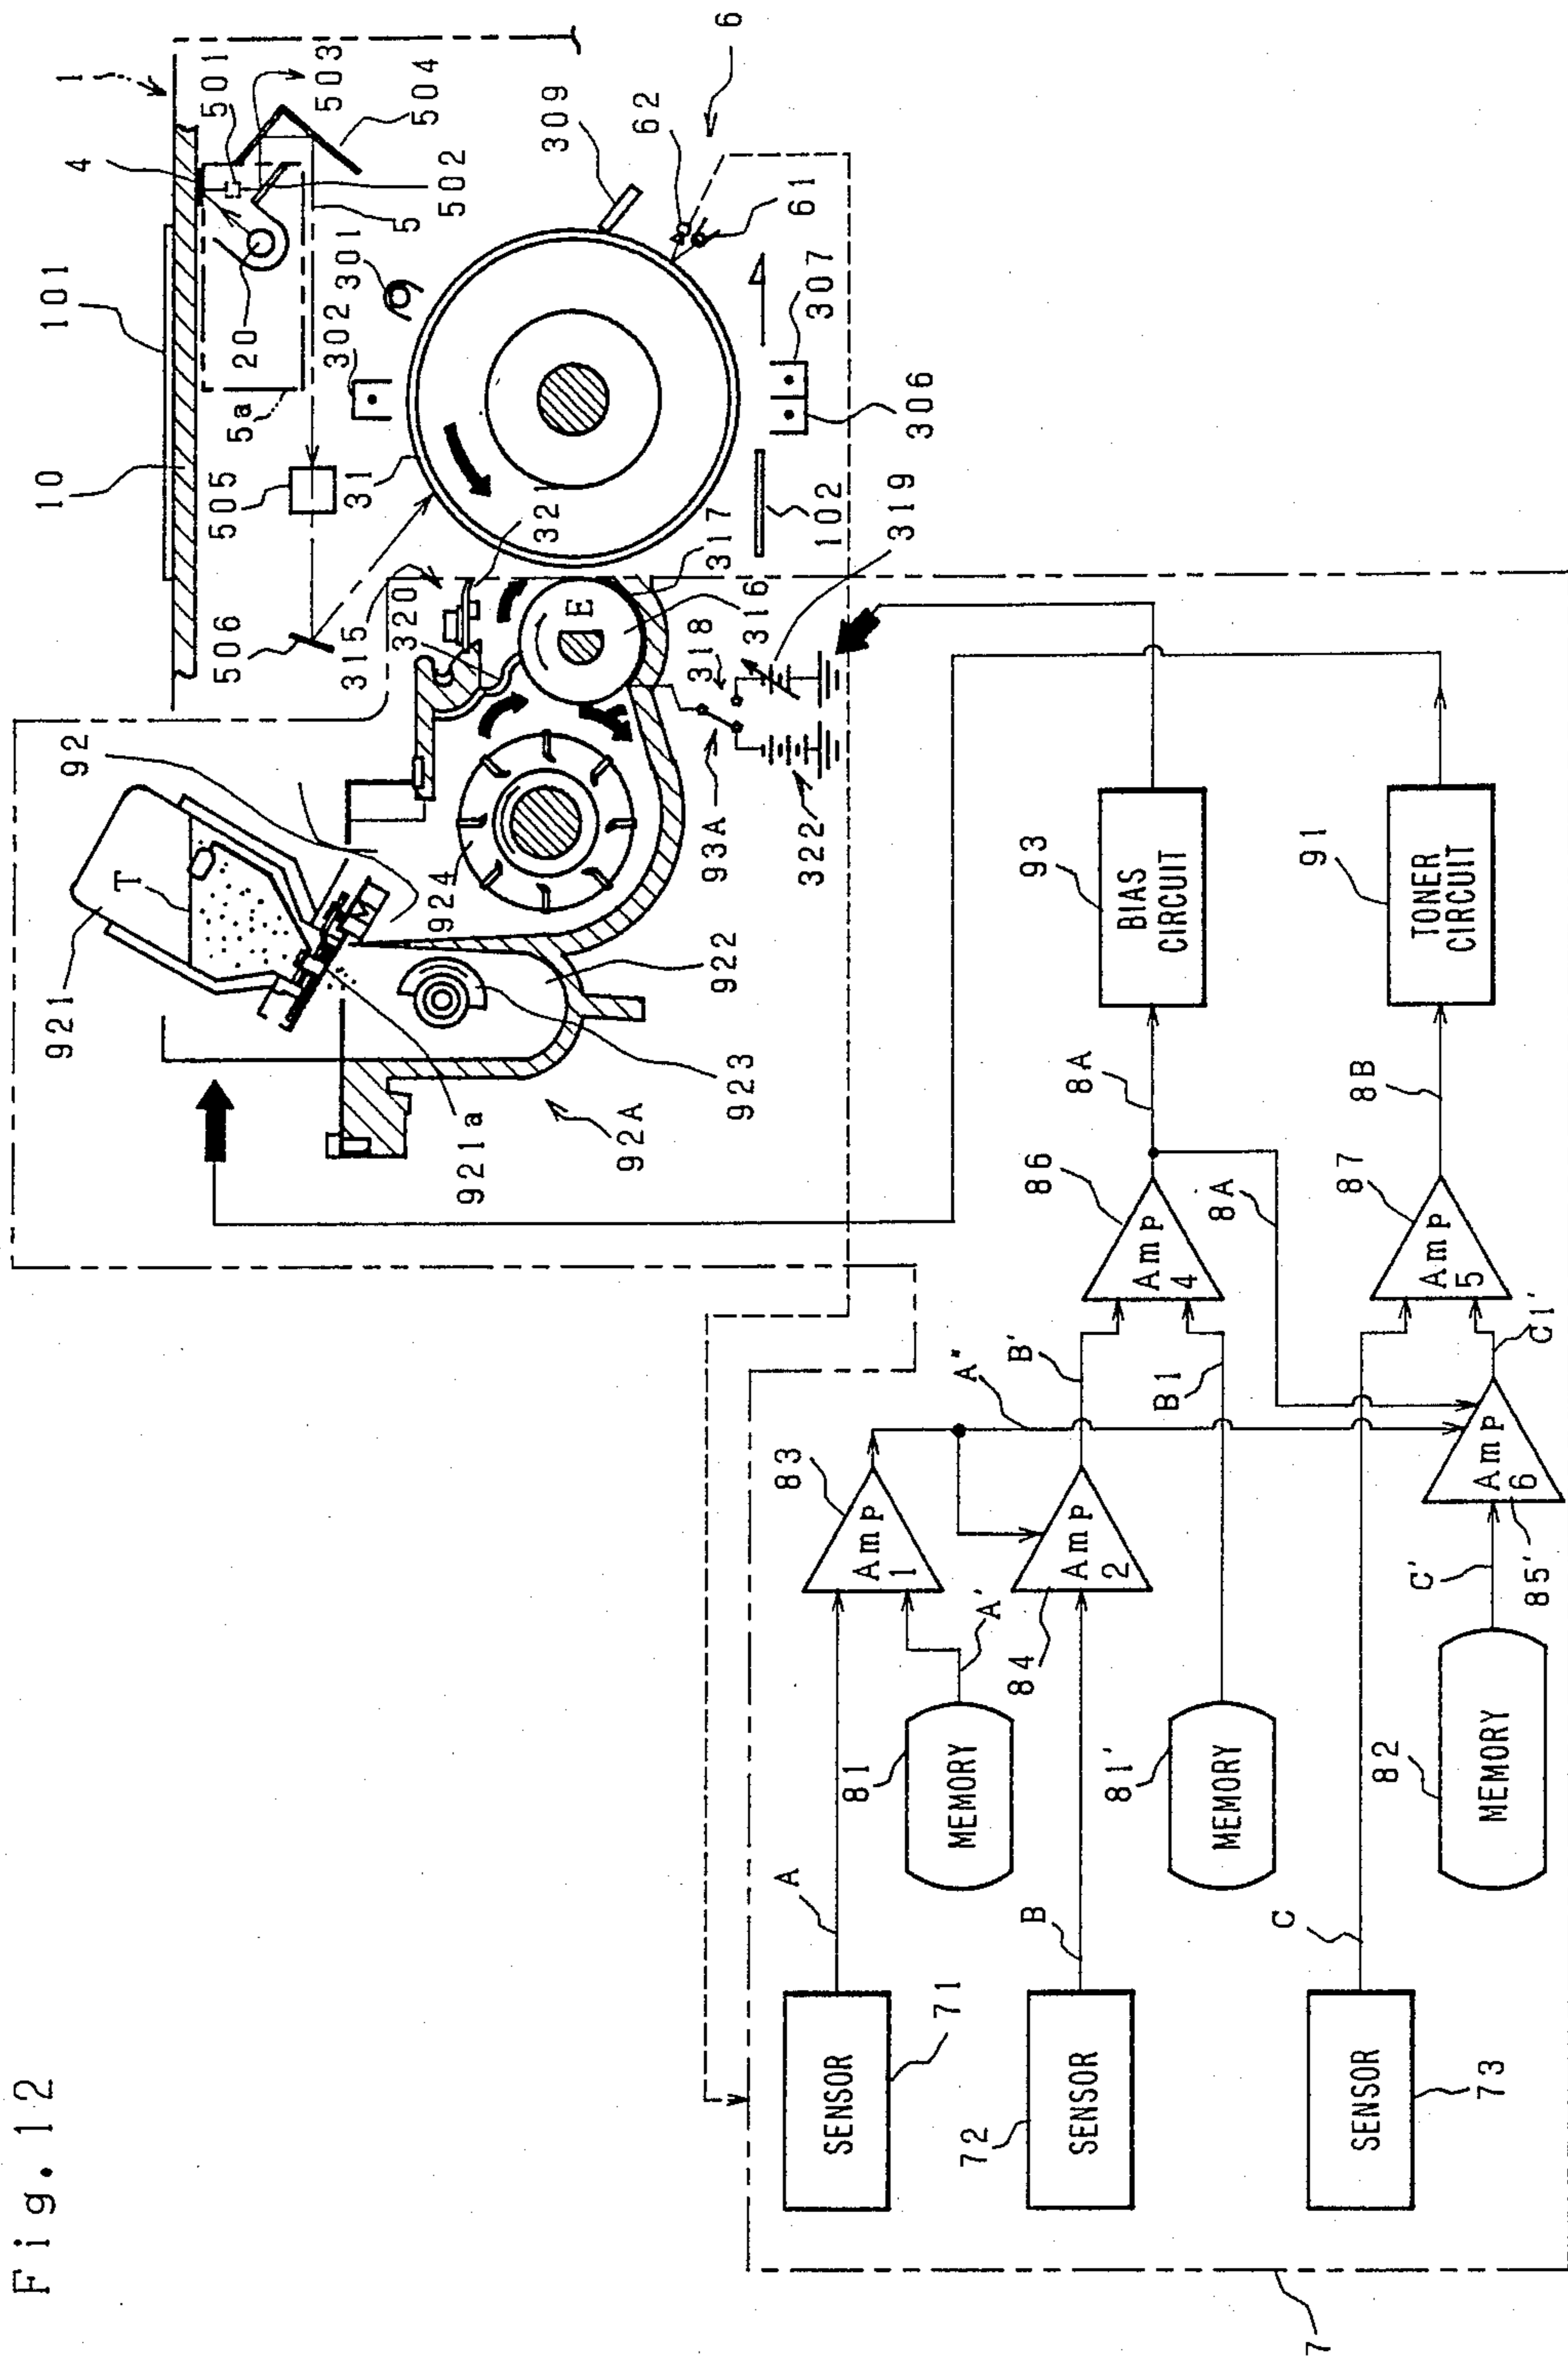 Fig. 12
1
4
501
503
504
502
5
101
10
20
5a
505
506
302
301
31
309
62
6
61
307
306
102
319
317
316
318
321
320
315
E
322
93A
92
T
921
924
922
923
921a
92A
M
93
BIAS
CIRCUIT
91
TONER
CIRCUIT
8A
8B
86
Amp
4
8A
87
Amp
5
B'
B1
A"
C1'
83
Amp
1
84
Amp
2
Amp
6
85'
C'
A'
81
MEMORY
81'
MEMORY
82
MEMORY
A
B
C
SENSOR
71
72
SENSOR
SENSOR
73
7